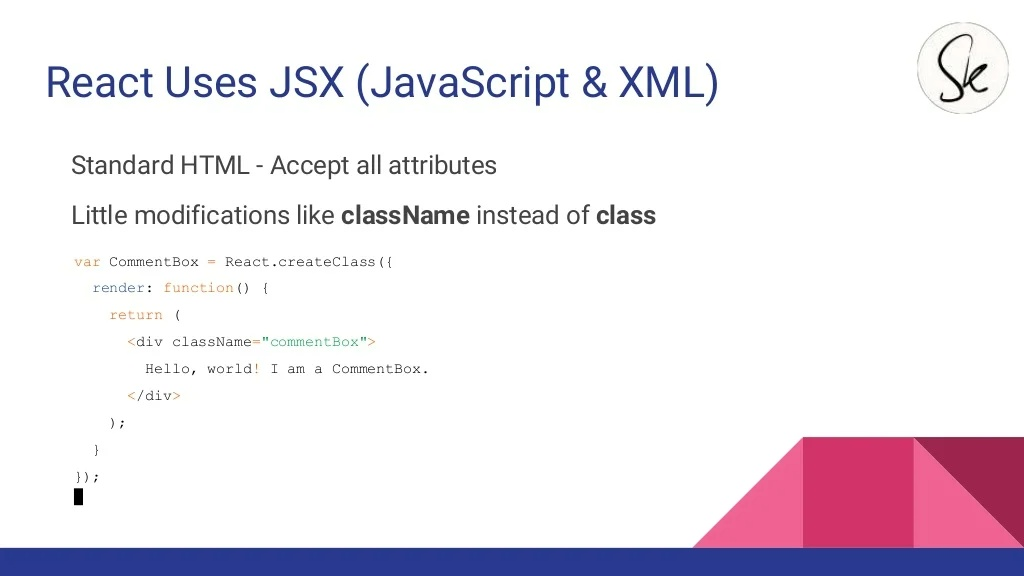 React Uses JSX (JavaScript & XML)
Sk
Standard HTML - Accept all attributes
Little modifications like className instead of class
var CommentBox = React.createClass({
  render: function() {
    return (
      <div className="commentBox">
        Hello, world! I am a CommentBox.
      </div>
    );
  }
});